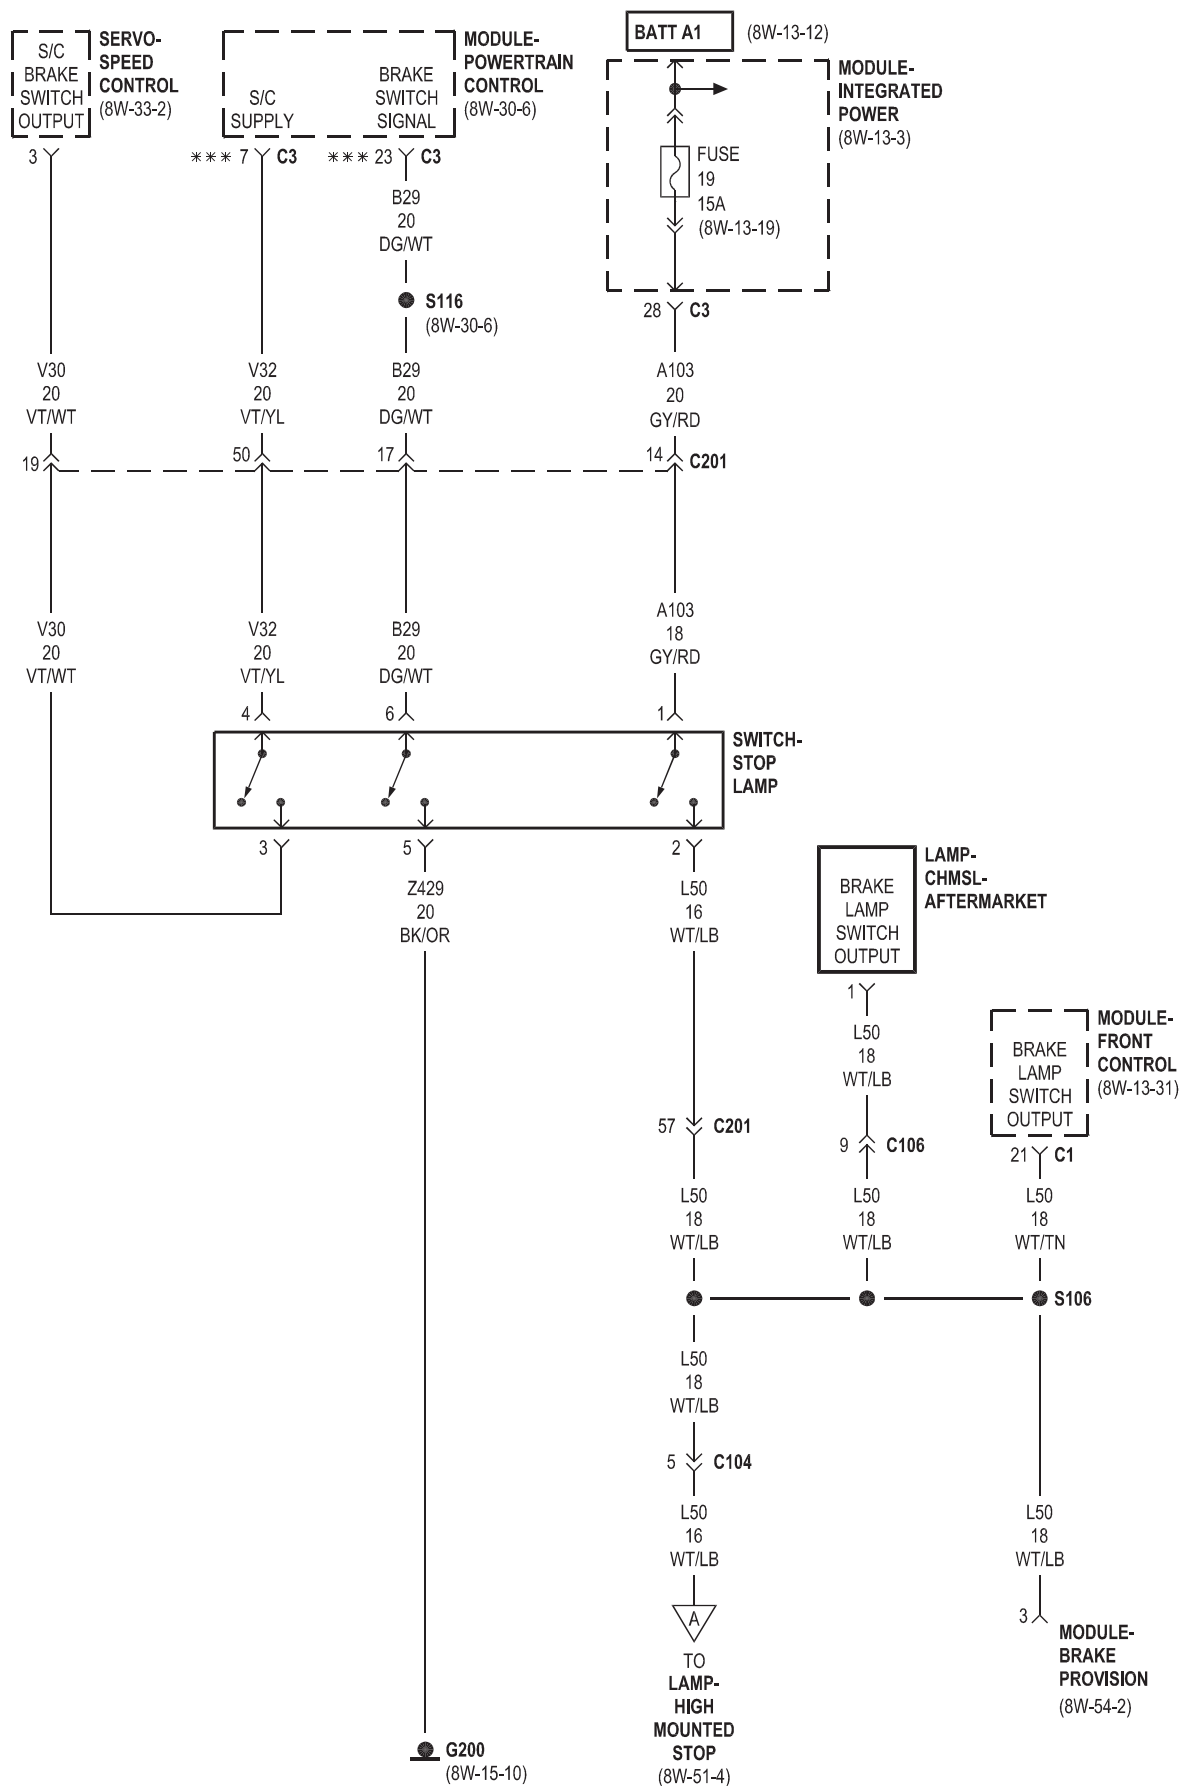 BATT A1
(8W-13-12)
S/C
BRAKE
SWITCH
OUTPUT
SERVO-
SPEED
CONTROL
(8W-33-2)
S/C
SUPPLY
BRAKE
SWITCH
SIGNAL
MODULE-
POWERTRAIN
CONTROL
(8W-30-6)
MODULE-
INTEGRATED
POWER
(8W-13-3)
3
*** 7 C3
*** 23 C3
FUSE
19
15A
(8W-13-19)
B29
20
DG/WT
S116
(8W-30-6)
28 C3
V30
20
VT/WT
V32
20
VT/YL
B29
20
DG/WT
A103
20
GY/RD
19
50
17
14 C201
V30
20
VT/WT
V32
20
VT/YL
B29
20
DG/WT
A103
18
GY/RD
4
6
1
SWITCH-
STOP
LAMP
3
5
2
Z429
20
BK/OR
L50
16
WT/LB
BRAKE
LAMP
SWITCH
OUTPUT
LAMP-
CHMSL-
AFTERMARKET
1
L50
18
WT/LB
BRAKE
LAMP
SWITCH
OUTPUT
MODULE-
FRONT
CONTROL
(8W-13-31)
57 C201
9 C106
21 C1
L50
18
WT/LB
L50
18
WT/LB
L50
18
WT/TN
S106
L50
18
WT/LB
5 C104
L50
16
WT/LB
L50
18
WT/LB
A
3
TO
LAMP-
HIGH
MOUNTED
STOP
(8W-51-4)
MODULE-
BRAKE
PROVISION
(8W-54-2)
G200
(8W-15-10)